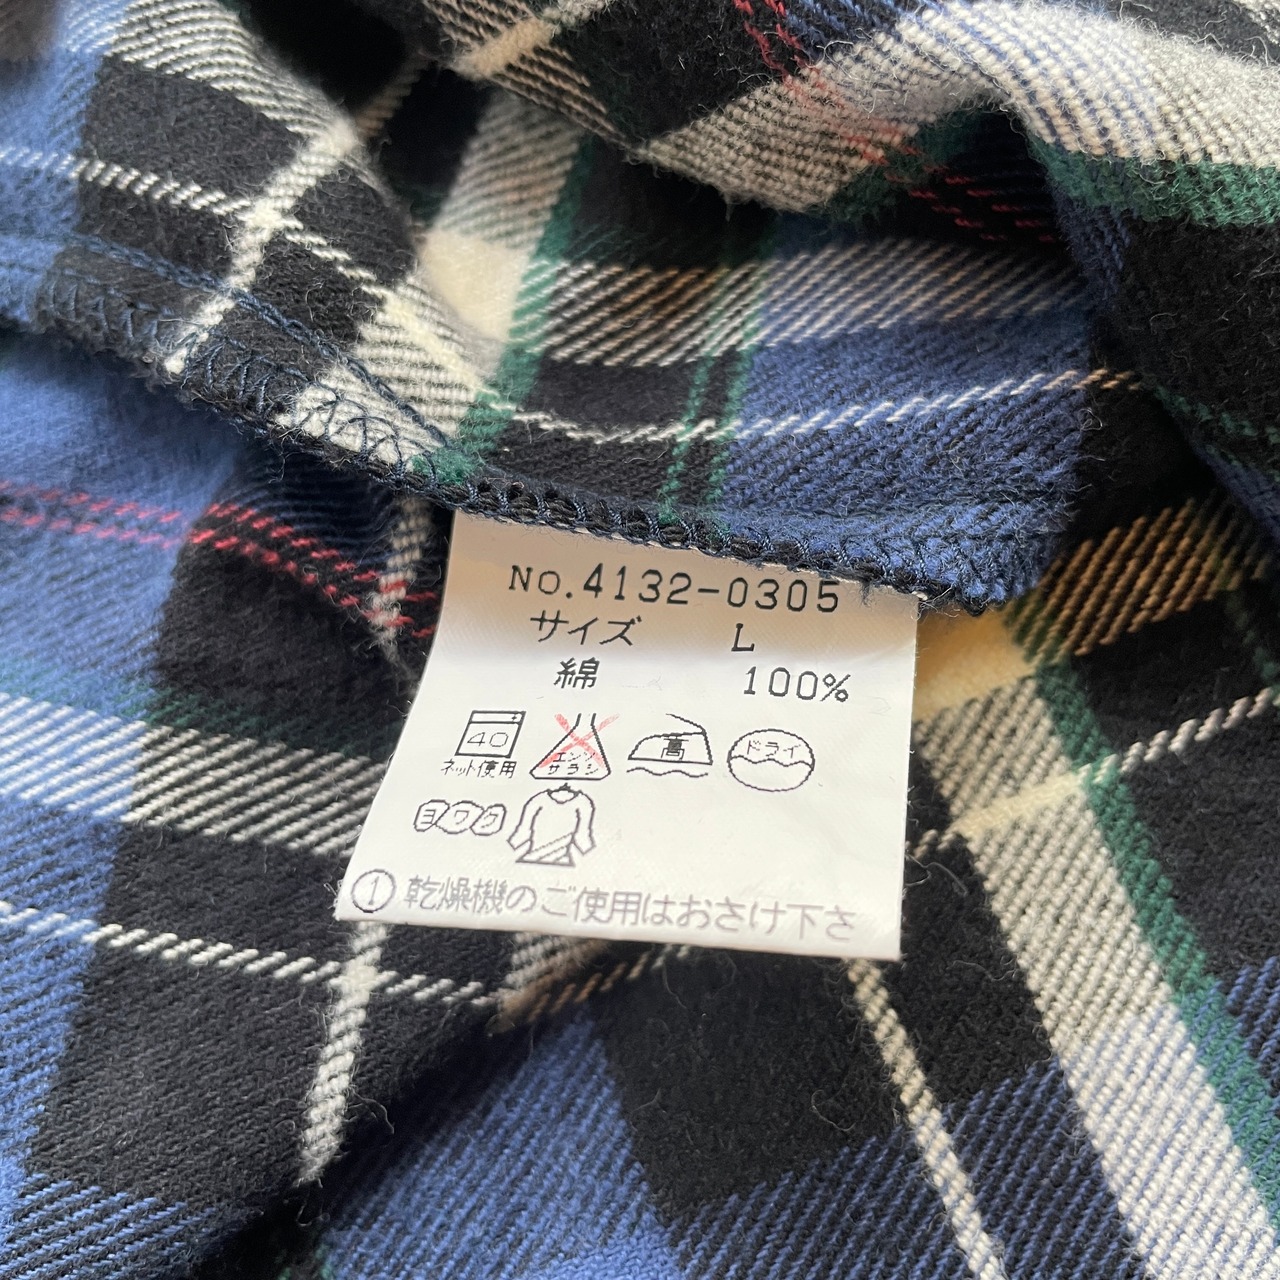 No.4132-0305
サイズ L
綿 100%
40
ネット使用
エンソ
サラシ
高
ドライ
ヨワク
① 乾燥機のご使用はおさけ下さ